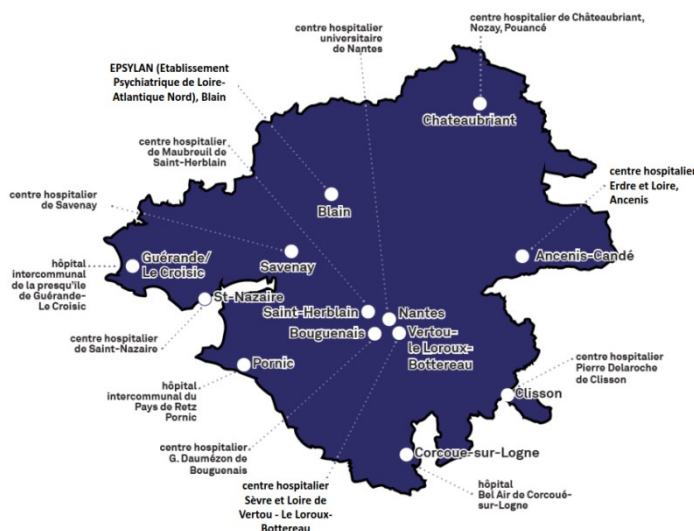 centre hospitalier de Châteaubriant,
Nozay, Pouancé
centre hospitalier
universitaire
de Nantes
EPSYLAN (Etablissement
Psychiatrique de Loire-
Atlantique Nord), Blain
Chateaubriant
centre hospitalier
de Maubreuil de
Saint-Herblain
centre hospitalier
Erdre et Loire,
Ancenis
centre hospitalier
de Savenay
Blain
Guérande/
Le Croisic
Savenay
Ancenis-Candé
hôpital
intercommunal
de la presqu'île
de Guérande-
Le Croisic
St-Nazaire
Saint-Herblain
Nantes
Bouguenais
Vertou-
le Loroux-
Bottereau
centre hospitalier
de Saint-Nazaire
Pornic
centre hospitalier
Pierre Delaroche
de Clisson
hôpital
intercommunal du
Pays de Retz
Pornic
Clisson
centre hospitalier
G. Daumézon de
Bouguenais
Corcoue-sur-Logne
centre hospitalier
Sèvre et Loire de
Vertou - Le Loroux-
Bottereau
hôpital
Bel Air de Corcoué-
sur-Logne